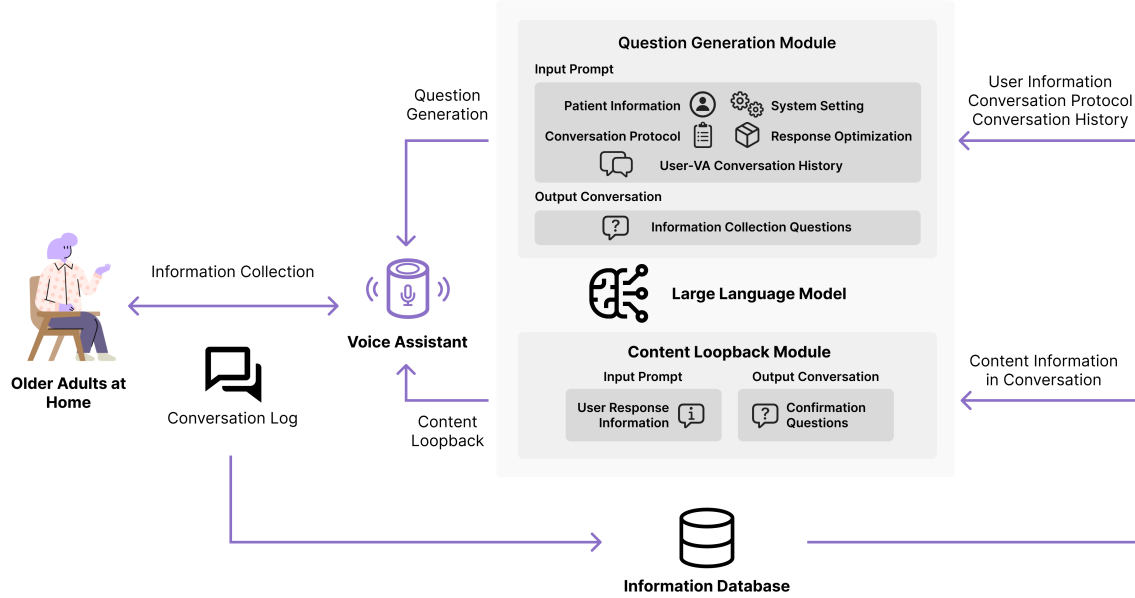 Question Generation Module
Input Prompt
Patient Information
System Setting
Conversation Protocol
Response Optimization
User-VA Conversation History
Output Conversation
Information Collection Questions
Large Language Model
Content Loopback Module
Input Prompt
User Response
Information
Output Conversation
Confirmation
Questions
Question
Generation
User Information
Conversation Protocol
Conversation History
Information Collection
Voice Assistant
Older Adults at
Home
Conversation Log
Content
Loopback
Content Information
in Conversation
Information Database